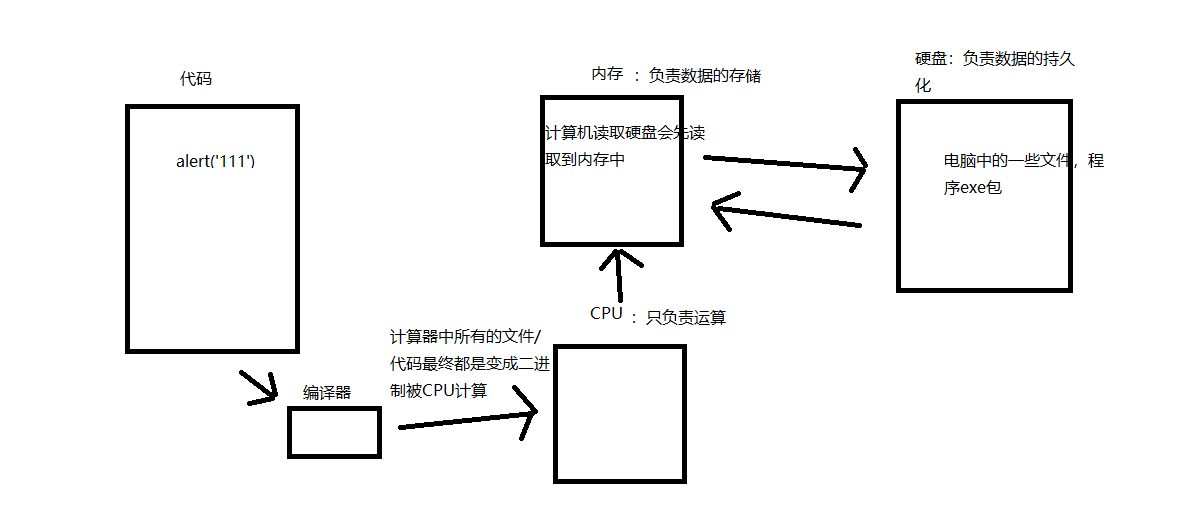 代码
alert('111')
编译器
计算器中所有的文件/
代码最终都是变成二进
制被CPU计算
内存 ：负责数据的存储
计算机读取硬盘会先读
取到内存中
CPU ：只负责运算
硬盘：负责数据的持久
化
电脑中的一些文件，程
序exe包